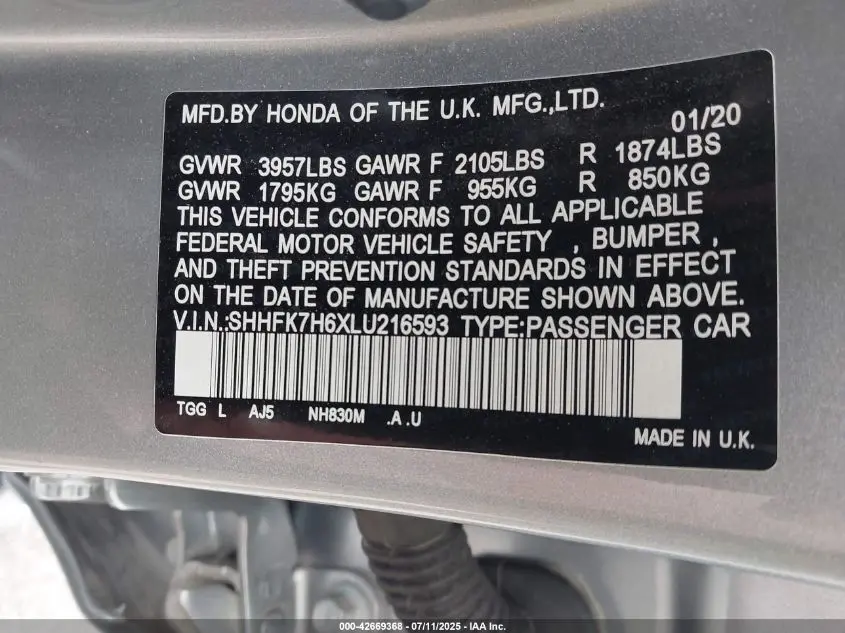 MFD.BY HONDA OF THE U.K. MFG.,LTD.
01/20
GVWR 3957LBS GAWR F 2105LBS R 1874LBS
GVWR 1795KG GAWR F 955KG R 850KG
THIS VEHICLE CONFORMS TO ALL APPLICABLE
FEDERAL MOTOR VEHICLE SAFETY , BUMPER ,
AND THEFT PREVENTION STANDARDS IN EFFECT
ON THE DATE OF MANUFACTURE SHOWN ABOVE.
V.I.N.:SHHFK7H6XLU216593 TYPE:PASSENGER CAR
TGG L AJ5 NH830M .A .U
MADE IN U.K.
000-42669368 - 07/11/2025 - IAA Inc.